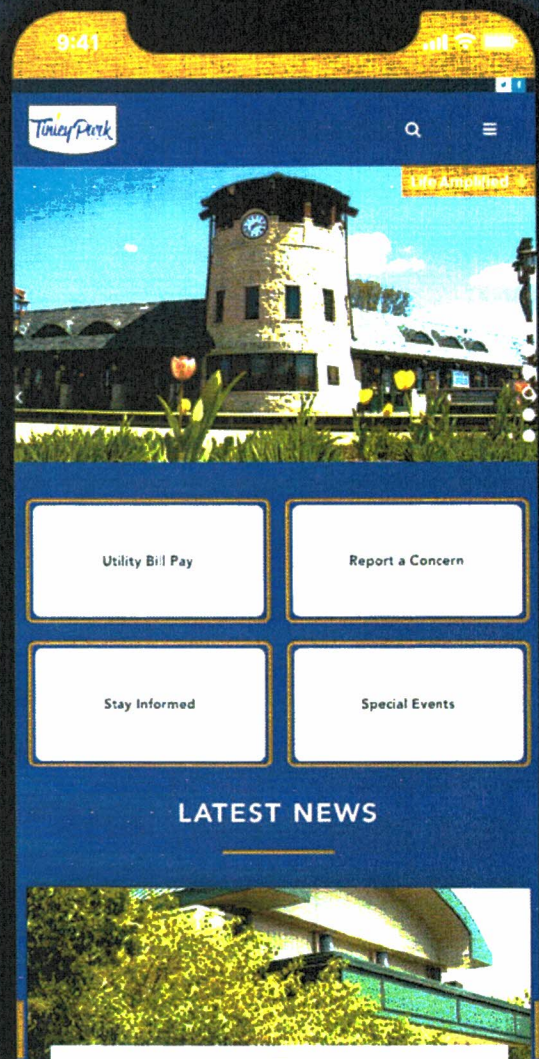 9:41
Tinley Park
Life Amplified
Utility Bill Pay
Report a Concern
Stay Informed
Special Events
LATEST NEWS